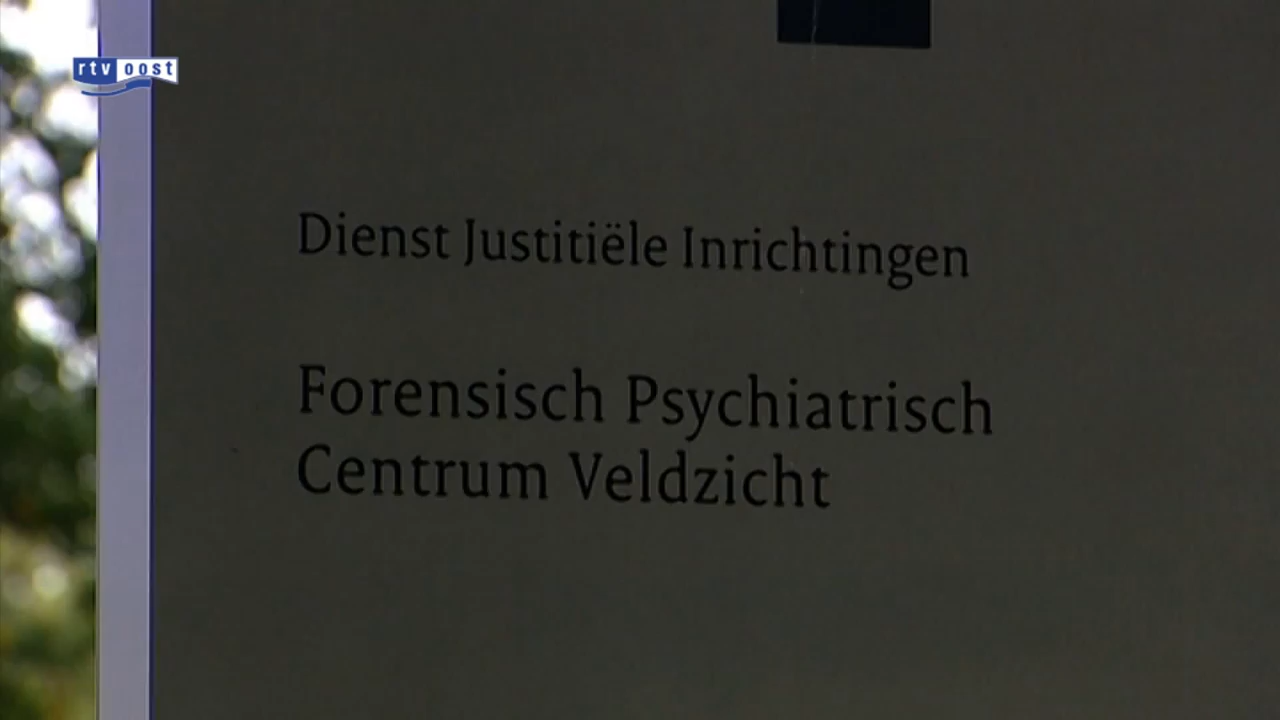 rtv oost
Dienst Justitiële Inrichtingen
Forensisch Psychiatrisch
Centrum Veldzicht